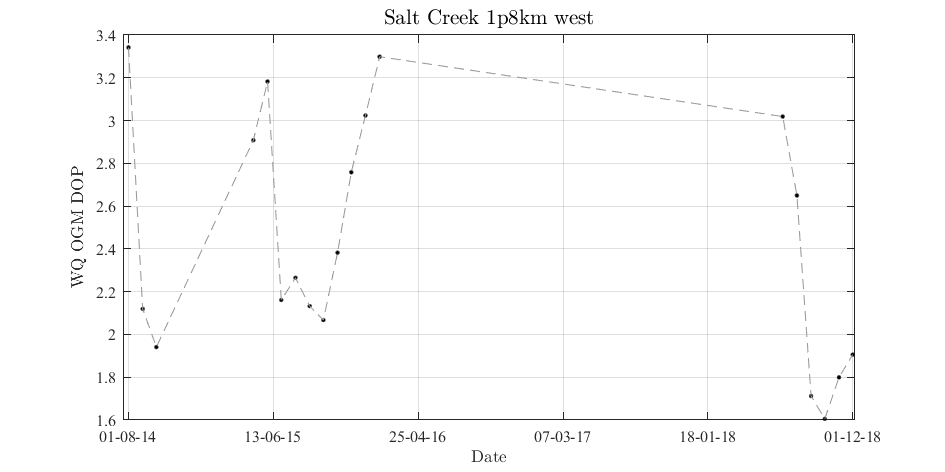 Salt Creek 1p8km west
3.4
3.2
3
2.8
2.6
2.4
2.2
2
1.8
1.6
WQ OGM DOP
01-08-14 13-06-15 25-04-16 07-03-17 18-01-18 01-12-18
Date